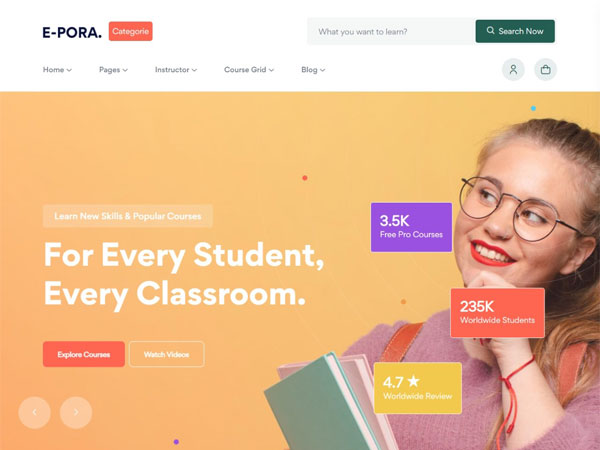 E-PORA.
Categorie
What you want to learn?
Search Now
Home
Pages
Instructor
Course Grid
Blog
Learn New Skills & Popular Courses
For Every Student,
Every Classroom.
Explore Courses
Watch Videos
3.5K
Free Pro Courses
235K
Worldwide Students
4.7 ★
Worldwide Review